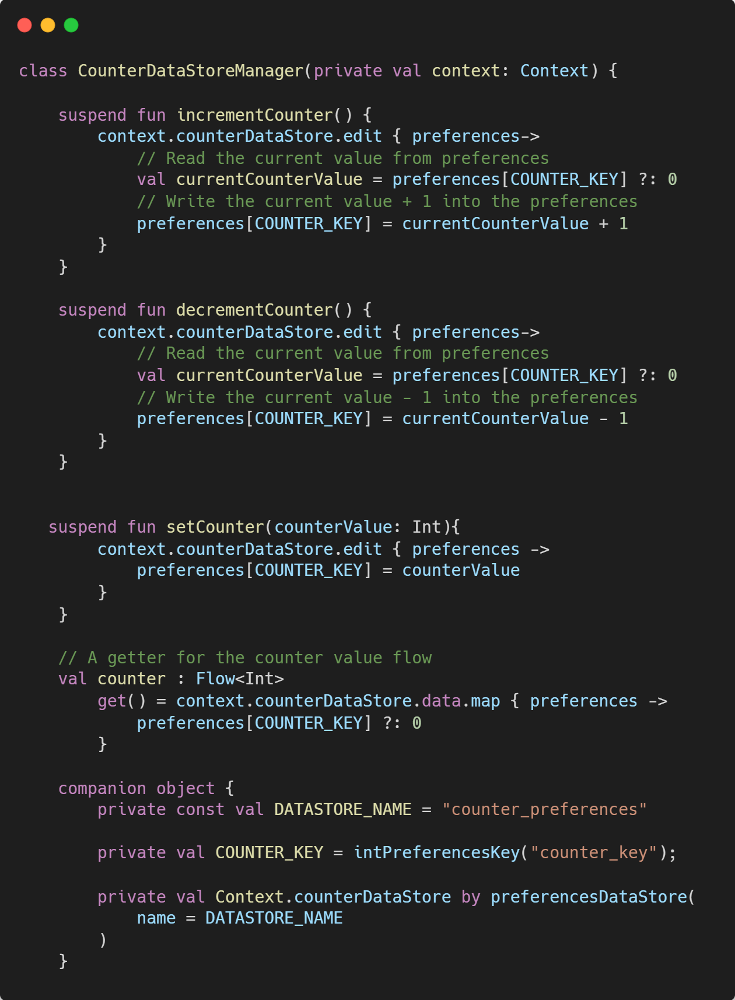 class CounterDataStoreManager(private val context: Context) {

    suspend fun incrementCounter() {
        context.counterDataStore.edit { preferences->
            // Read the current value from preferences
            val currentCounterValue = preferences[COUNTER_KEY] ?: 0
            // Write the current value + 1 into the preferences
            preferences[COUNTER_KEY] = currentCounterValue + 1
        }
    }

    suspend fun decrementCounter() {
        context.counterDataStore.edit { preferences->
            // Read the current value from preferences
            val currentCounterValue = preferences[COUNTER_KEY] ?: 0
            // Write the current value - 1 into the preferences
            preferences[COUNTER_KEY] = currentCounterValue - 1
        }
    }


   suspend fun setCounter(counterValue: Int){
        context.counterDataStore.edit { preferences ->
            preferences[COUNTER_KEY] = counterValue
        }
    }

    // A getter for the counter value flow
    val counter : Flow<Int>
        get() = context.counterDataStore.data.map { preferences ->
            preferences[COUNTER_KEY] ?: 0
        }

    companion object {
        private const val DATASTORE_NAME = "counter_preferences"

        private val COUNTER_KEY = intPreferencesKey("counter_key");

        private val Context.counterDataStore by preferencesDataStore(
            name = DATASTORE_NAME
        )
    }